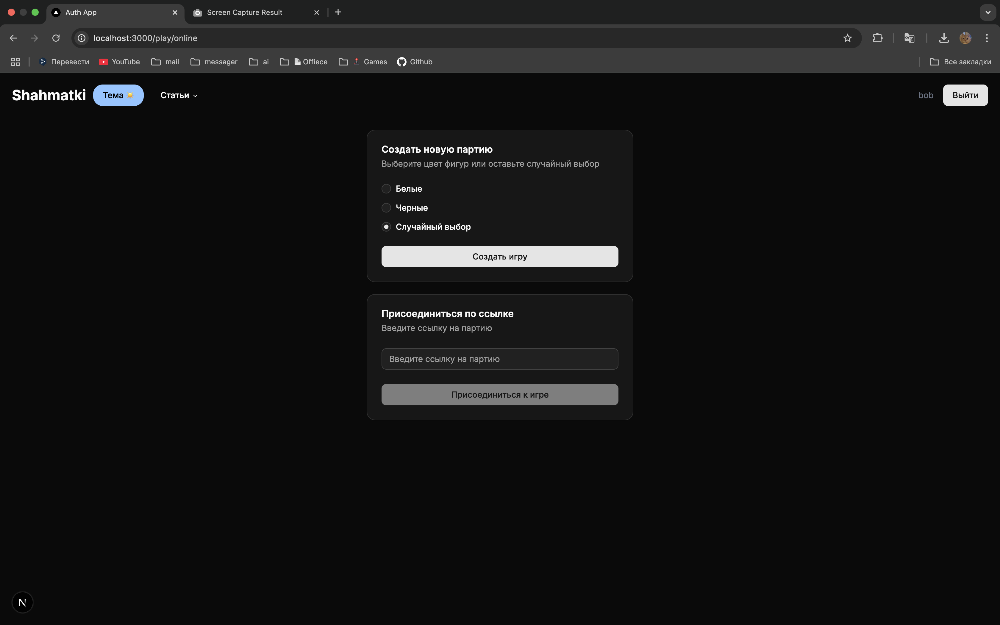 Auth App
Screen Capture Result
localhost:3000/play/online
Перевести
YouTube
mail
messager
ai
Offiece
Games
Github
Все закладки
Shahmatki
Тема
Статьи
bob
Выйти
Создать новую партию
Выберите цвет фигур или оставьте случайный выбор
Белые
Черные
Случайный выбор
Создать игру
Присоединиться по ссылке
Введите ссылку на партию
Введите ссылку на партию
Присоединиться к игре
N